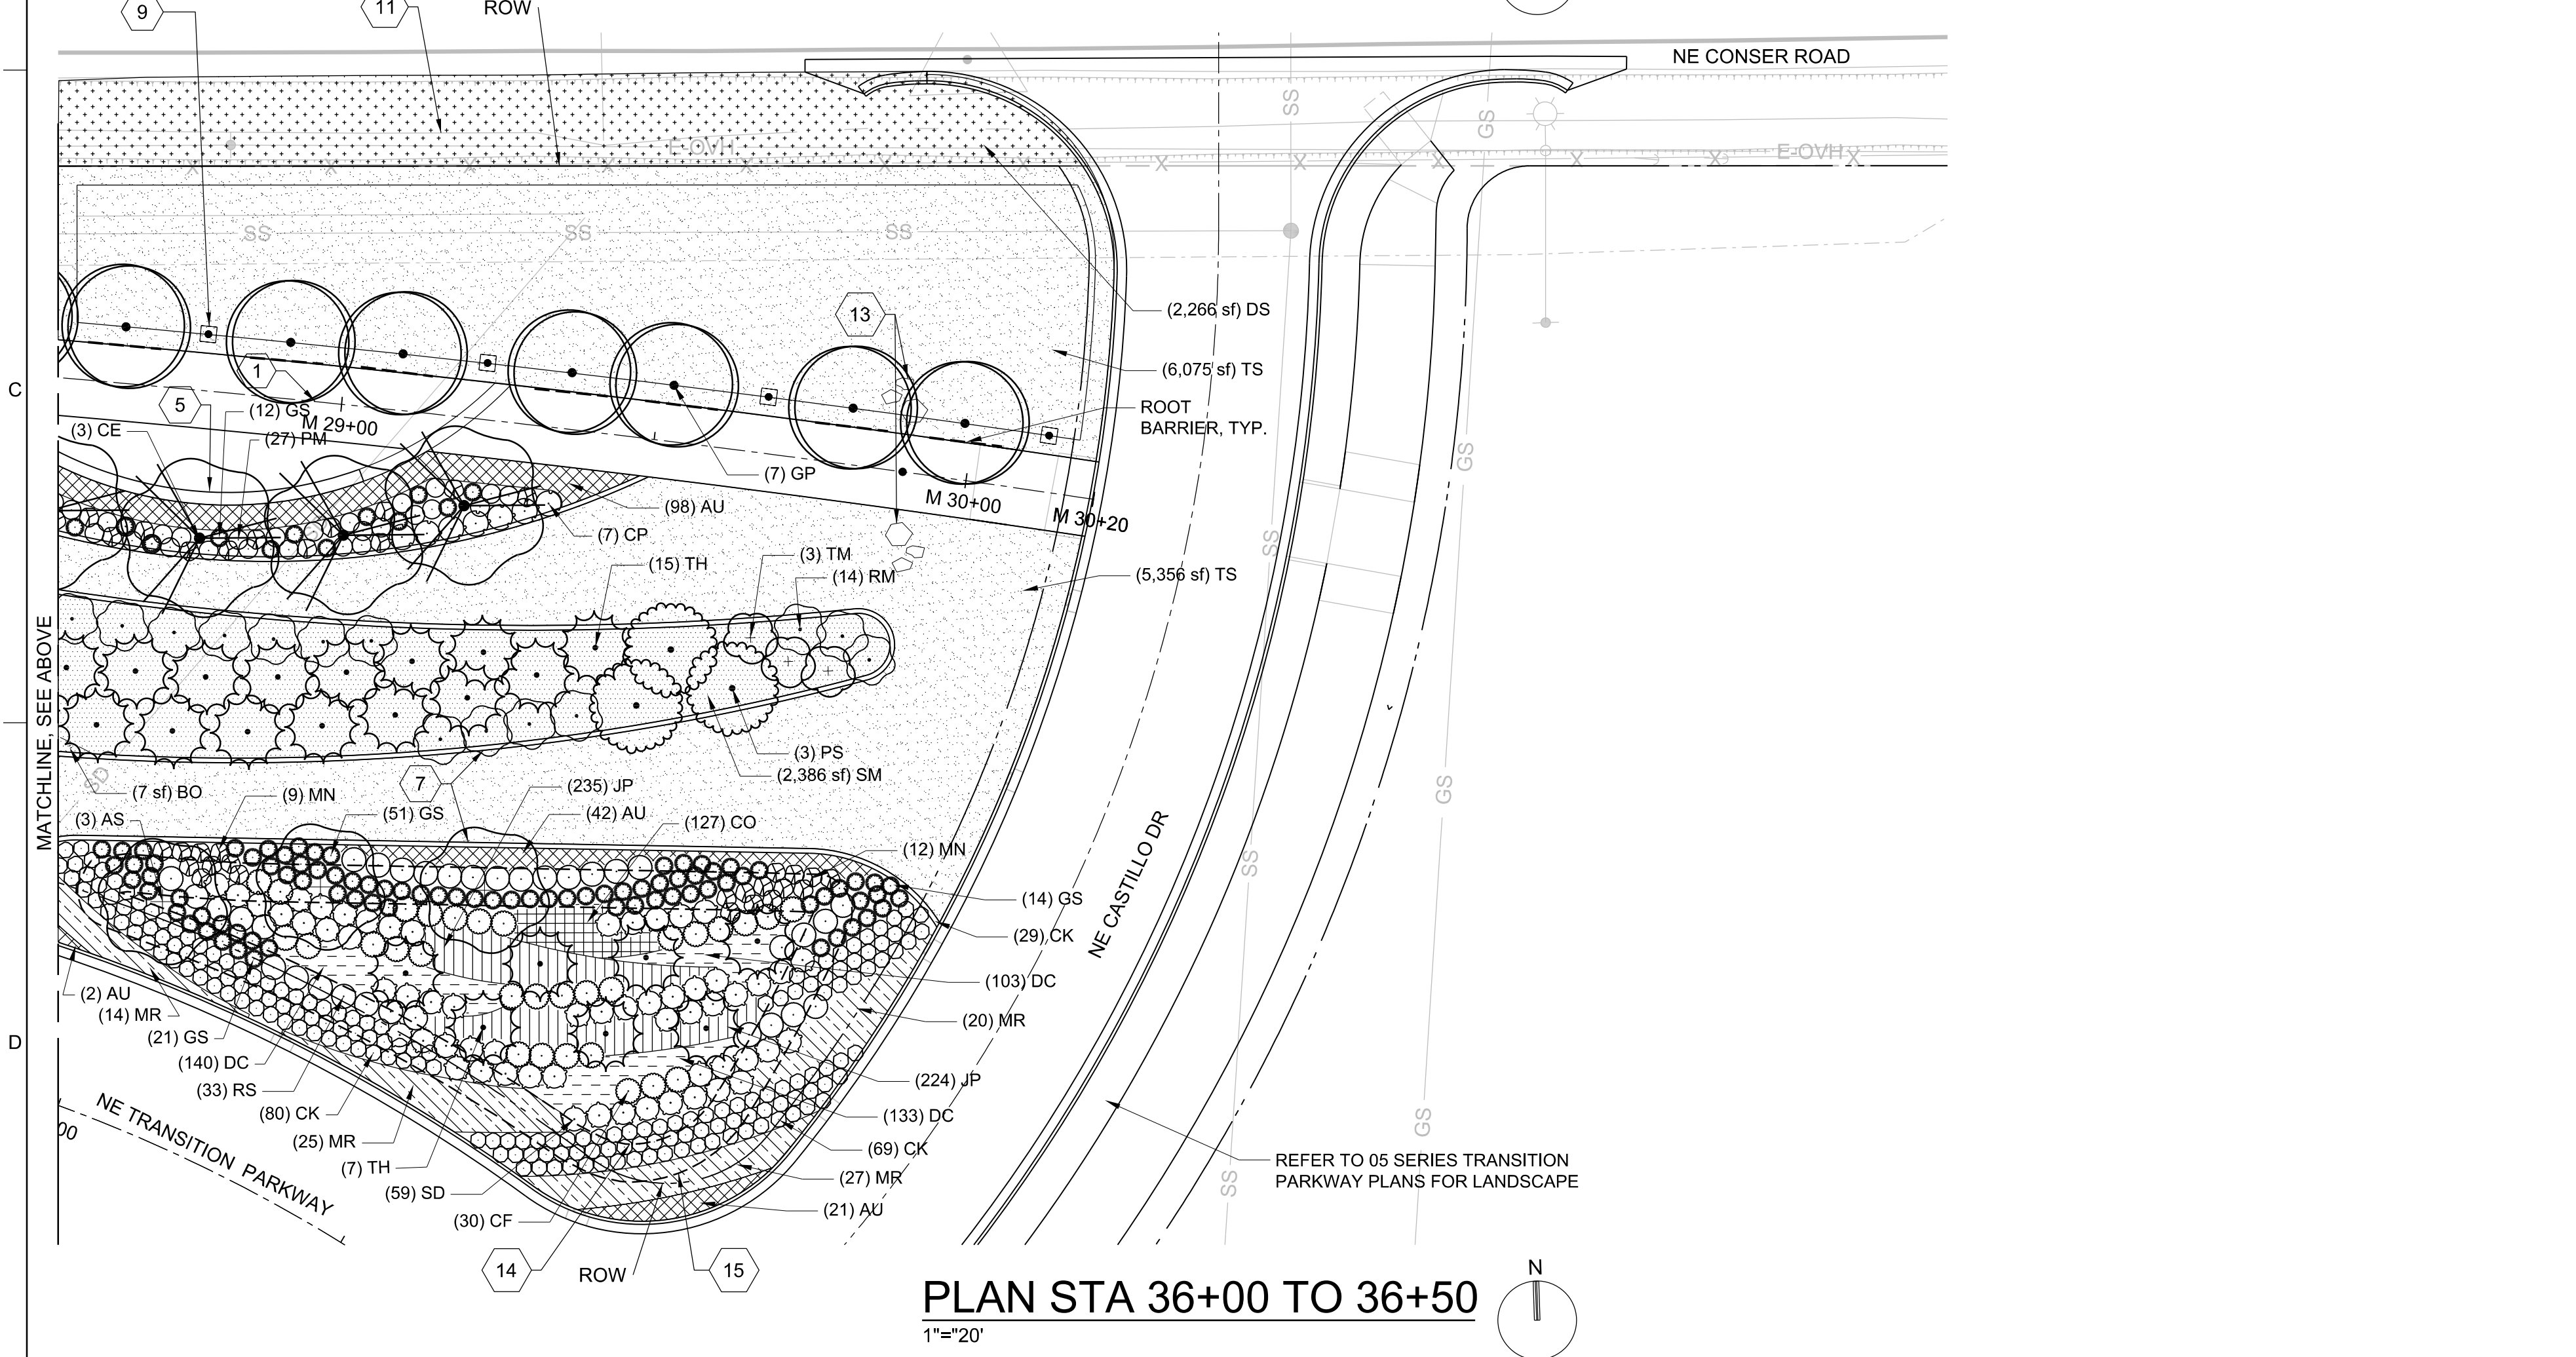 9
11
ROW
NE CONSER ROAD
SS
GS
E-OVH
E-OVH
X X X X X X X X X X X X X
SS
SS
SS
(2,266 sf) DS
13
1
(6,075 sf) TS
C
5
(12) GS
M 29+00
ROOT
BARRIER, TYP.
(3) CE
(27) PM
GS
(7) GP
M 30+00
(98) AU
M 30+20
(7) CP
SS
(3) TM
(15) TH
(14) RM
(5,356 sf) TS
MATCHLINE, SEE ABOVE
(3) PS
(2,386 sf) SM
SD
7
(235) JP
(7 sf) BO
(9) MN
GS
(3) AS
(51) GS
(42) AU
(127) CO
(12) MN
SS
NE CASTILLO DR
(14) GS
(29) CK
(103) DC
(2) AU
(14) MR
(20) MR
(21) GS
D
(140) DC
(224) JP
(33) RS
(133) DC
(80) CK
NE TRANSITION PARKWAY
00
(25) MR
(69) CK
GS
(7) TH
(27) MR
REFER TO 05 SERIES TRANSITION
PARKWAY PLANS FOR LANDSCAPE
SS
(59) SD
(21) AU
(30) CF
14
ROW
15
N
PLAN STA 36+00 TO 36+50
1"="20'